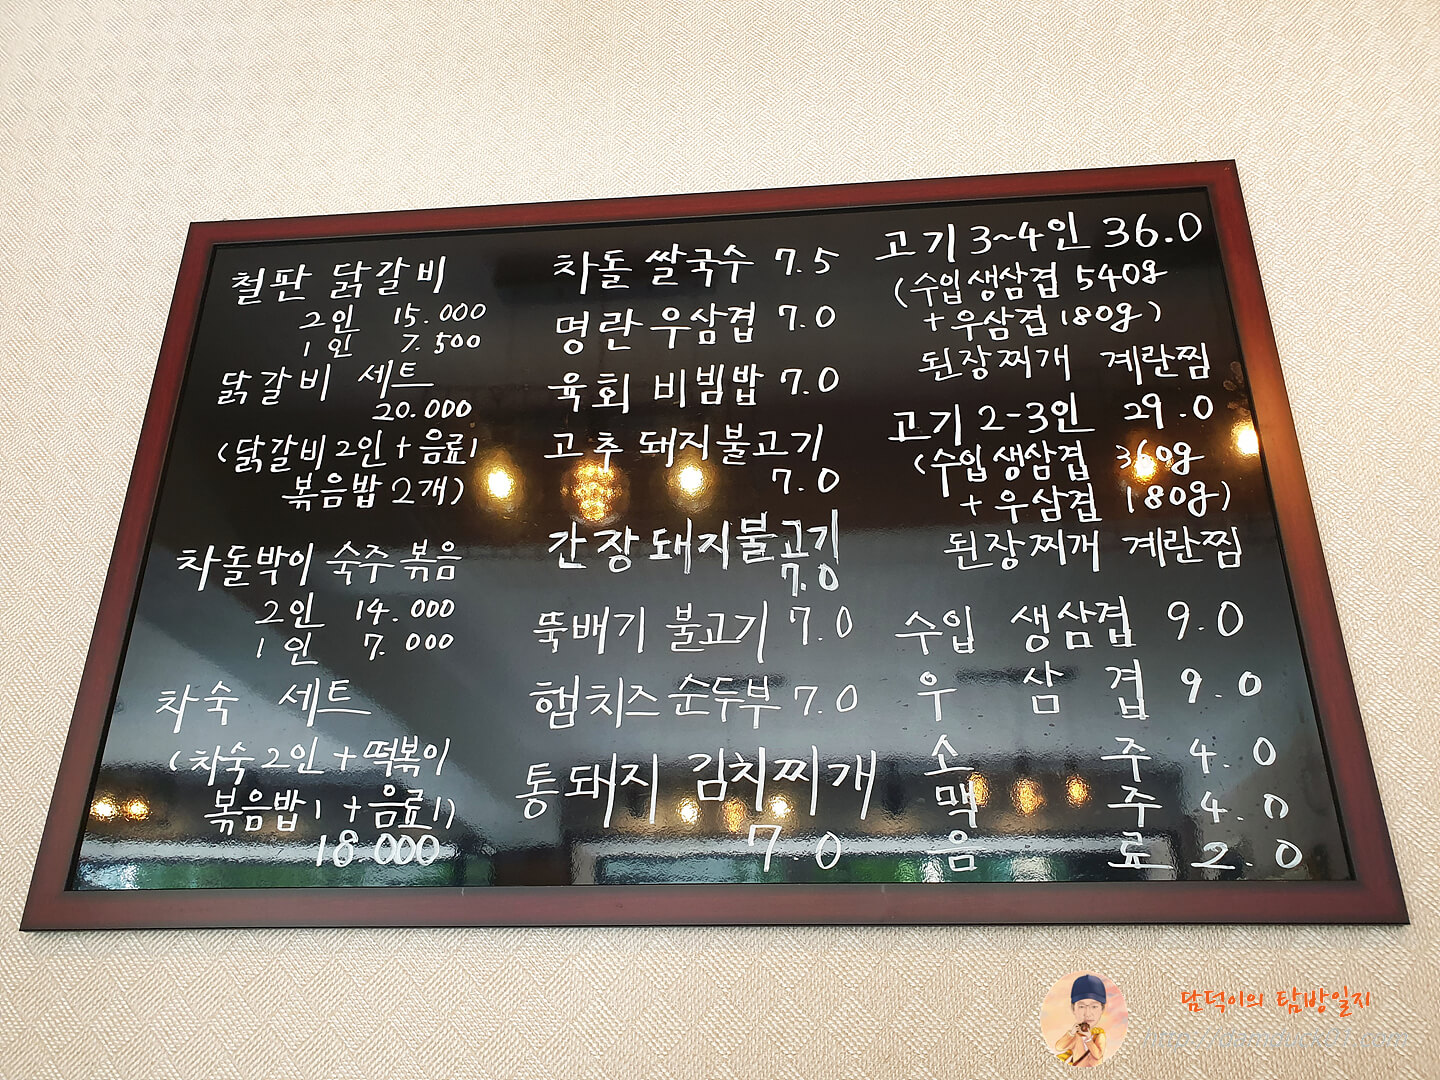 철판 닭갈비
2인 15.000
1인 7.500
닭갈비 세트
20.000
(닭갈비 2인 + 음료1
볶음밥 2개)
차돌박이 숙주 볶음
2인 14.000
1인 7.000
차숙 세트
(차숙 2인 + 떡볶이
볶음밥 1 + 음료 1)
18.000
차돌 쌀국수 7.5
명란 우삼겹 7.0
육회 비빔밥 7.0
고추 돼지불고기
7.0
간장 돼지불고기
7.0
뚝배기 불고기 7.0
햄치즈 순두부 7.0
통돼지 김치찌개
7.0
고기 3~4인 36.0
(수입생삼겹 540g
+ 우삼겹 180g)
된장찌개 계란찜
고기 2-3인 29.0
(수입생삼겹 360g
+ 우삼겹 180g)
된장찌개 계란찜
수입 생삼겹 9.0
우 삼 겹 9.0
소 주 4.0
맥 주 4.0
음 료 2.0
담덕이의 탐방일지